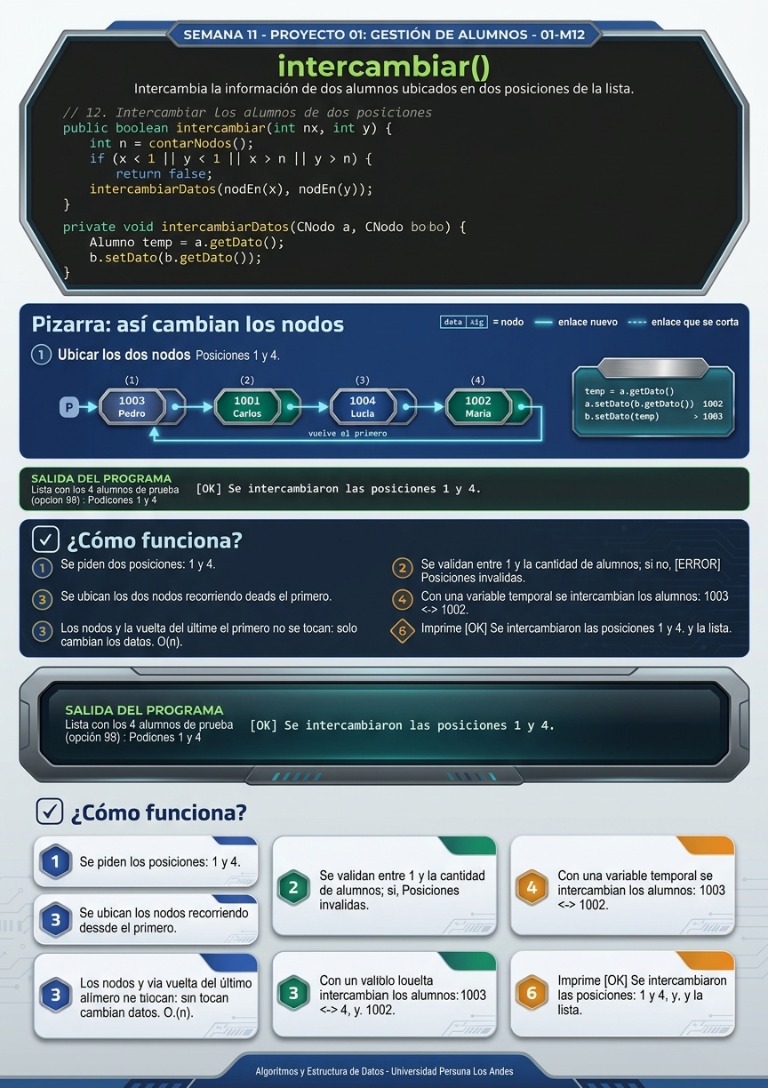 SEMANA 11 - PROYECTO 01: GESTIÓN DE ALUMNOS - 01-M12
intercambiar()
Intercambia la información de dos alumnos ubicados en dos posiciones de la lista.
// 12. Intercambiar los aLumnos de dos posiciones
public boolean intercambiar(int nx, int y) {
int n = contarNodos();
if (x < 1 || y < 1 || x > n || y > n) {
return false;
intercambiarDatos(nodEn(x), nodEn(y));
}
private void intercambiarDatos(CNodo a, CNodo bobo) {
Alumno temp = a.getDato();
b.setDato(b.getDato());
}
Pizarra: así cambian los nodos
data = nodo enlace nuevo enlace que se corta
1 Ubicar los dos nodos Posiciones 1 y 4.
(1) (2) (3) (4)
P 1003 1001 1004 1002
Pedro Carlos Lucla Maria
vuelve el primero
temp = a.getDato()
a.setDato(b.getDato()) 1002
b.setDato(temp) > 1003
SALIDA DEL PROGRAMA
Lista con los 4 alumnos de prueba
(opcion 98) : Podicones 1 y 4
[OK] Se intercambiaron las posiciones 1 y 4.
¿Cómo funciona?
1 Se piden dos posiciones: 1 y 4.
2 Se validan entre 1 y la cantidad de alumnos; si no, [ERROR]
Posiciones invalidas.
3 Se ubican los dos nodos recorriendo deads el primero.
4 Con una variable temporal se intercambian los alumnos: 1003
<-> 1002.
3 Los nodos y la vuelta del últime el primero no se tocan: solo
cambian los datos. O(n).
6 Imprime [OK] Se intercambiaron las posiciones 1 y 4. y la lista.
SALIDA DEL PROGRAMA
Lista con los 4 alumnos de prueba
(opción 99) : Podicnes 1 y 4
[OK] Se intercambiaron las posiciones 1 y 4.
¿Cómo funciona?
1 Se piden los posiciones: 1 y 4.
2 Se validan entre 1 y la cantidad
de alumnos; si, Posiciones
invalidas.
4 Con una variable temporal se
intercambian los alumnos: 1003
<-> 1002.
3 Se ubican los nodos recorriendo
dessde el primero.
3 Los nodos y via vuelta del último
cambian datos. O.(n).
3 Con un
intercambian los alumnos:1003
<-> 4, y. 1002.
6 Imprime [OK] Se intercambiaron
las posiciones: 1 y 4, y. y la
lista.
Algoritmos y Estructura de Datos - Universidad Persuna Los Andes